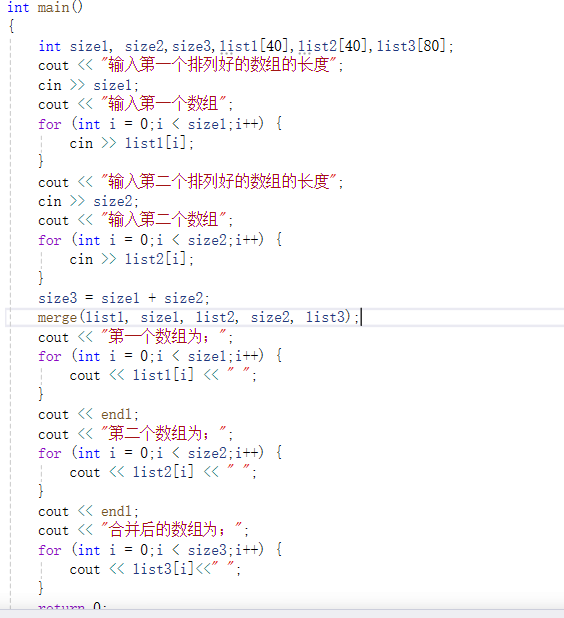 int main()
{
int size1, size2,size3,list1[40],list2[40],list3[80];
cout << "输入第一个排列好的数组的长度";
cin >> size1;
cout << "输入第一个数组";
for (int i = 0;i < size1;i++) {
cin >> list1[i];
}
cout << "输入第二个排列好的数组的长度";
cin >> size2;
cout << "输入第二个数组";
for (int i = 0;i < size2;i++) {
cin >> list2[i];
}
size3 = size1 + size2;
merge(list1, size1, list2, size2, list3);
cout << "第一个数组为；";
for (int i = 0;i < size1;i++) {
cout << list1[i] << " ";
}
cout << endl;
cout << "第二个数组为；";
for (int i = 0;i < size2;i++) {
cout << list2[i] << " ";
}
cout << endl;
cout << "合并后的数组为；";
for (int i = 0;i < size3;i++) {
cout << list3[i]<<" ";
}
return 0;